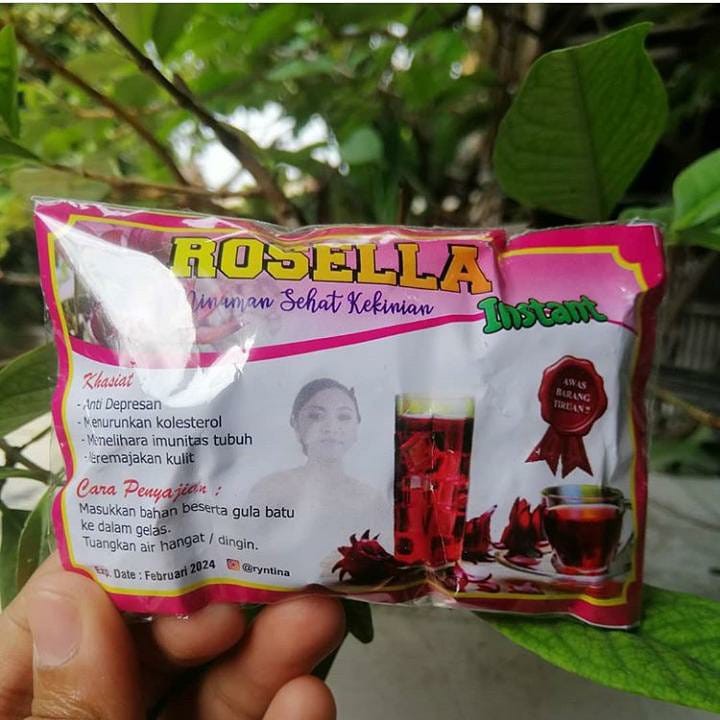 ROSELLA
Minuman Sehat Kekinian
Instant
Khasiat
- Anti Depresan
- Menurunkan kolesterol
- Menelihara imunitas tubuh
- Meremajakan kulit
Cara Penyajian :
Masukkan bahan beserta gula batu
ke dalam gelas.
Tuangkan air hangat / dingin.
Exp. Date : Februari 2024
@ryntina
AWAS
BARANG
TIRUAN !!